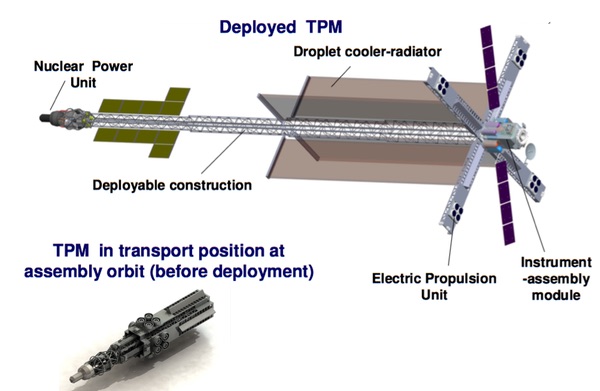 Deployed TPM
Droplet cooler-radiator
Nuclear Power
Unit
Deployable construction
TPM in transport position at
assembly orbit (before deployment)
Electric Propulsion
Unit
Instrument
-assembly
module